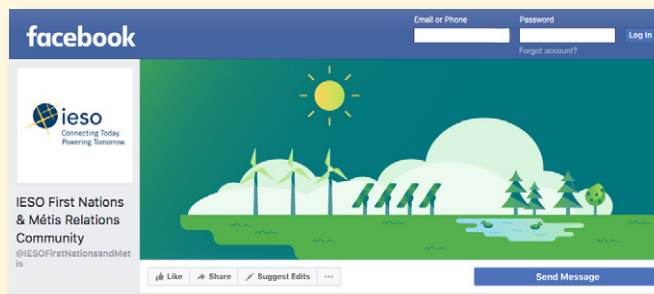 Email or Phone
Password
facebook
Log In
Forgot account?
ieso
Connecting Today.
Powering Tomorrow.
IESO First Nations
& Métis Relations
Community
@IESOFirstNationsandMet
is
Like
Share
Suggest Edits
Send Message